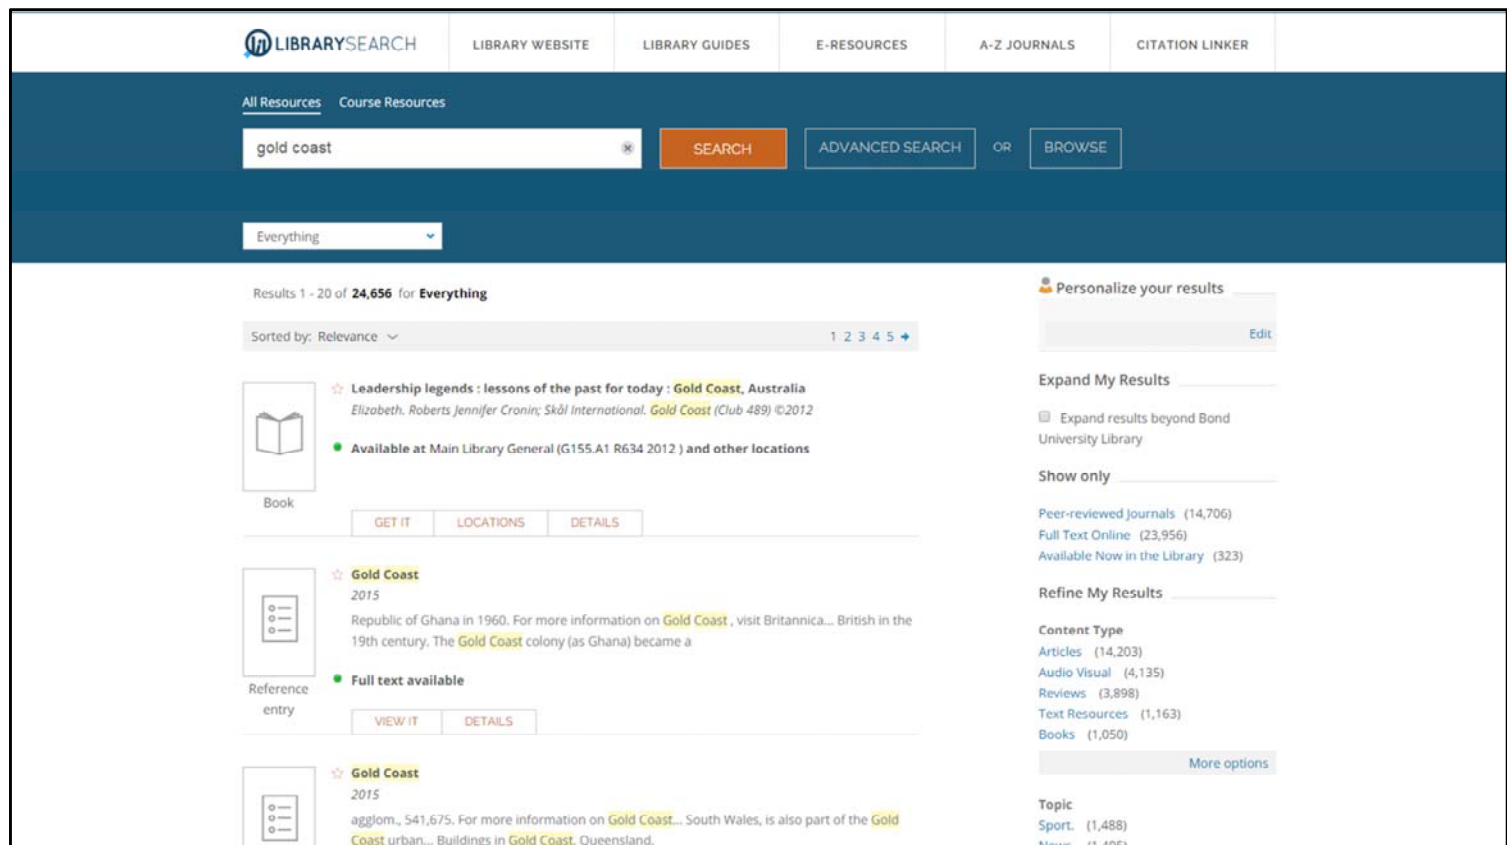 LIBRARYSEARCH
LIBRARY WEBSITE
LIBRARY GUIDES
E-RESOURCES
A-Z JOURNALS
CITATION LINKER
All Resources Course Resources
gold coast
SEARCH
ADVANCED SEARCH
OR
BROWSE
Everything
Results 1 - 20 of 24,656 for Everything
Sorted by: Relevance
1 2 3 4 5
Leadership legends : lessons of the past for today : Gold Coast, Australia
Elizabeth. Roberts Jennifer Cronin; Skål International. Gold Coast (Club 489) ©2012
Available at Main Library General (G155.A1 R634 2012 ) and other locations
Book
GET IT
LOCATIONS
DETAILS
Gold Coast
2015
Republic of Ghana in 1960. For more information on Gold Coast , visit Britannica... British in the
19th century. The Gold Coast colony (as Ghana) became a
Full text available
Reference
entry
VIEW IT
DETAILS
Gold Coast
2015
agglom., 541,675. For more information on Gold Coast... South Wales, is also part of the Gold
Coast urban... Buildings in Gold Coast, Queensland.
Personalize your results
Edit
Expand My Results
Expand results beyond Bond
University Library
Show only
Peer-reviewed Journals (14,706)
Full Text Online (23,956)
Available Now in the Library (323)
Refine My Results
Content Type
Articles (14,203)
Audio Visual (4,135)
Reviews (3,898)
Text Resources (1,163)
Books (1,050)
More options
Topic
Sport. (1,488)